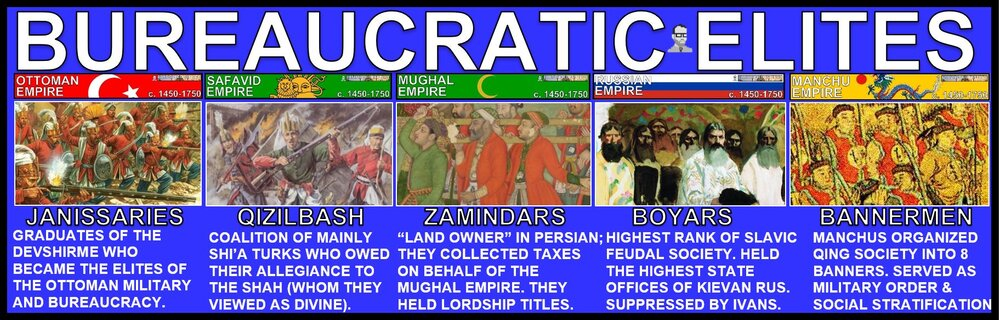 BUREAUCRATIC ELITES
OTTOMAN
EMPIRE
c. 1450-1750
SAFAVID
EMPIRE
c. 1450-1750
MUGHAL
EMPIRE
c. 1450-1750
RUSSIAN
EMPIRE
c. 1450-1750
MANCHU
EMPIRE
1450-1750
JANISSARIES
GRADUATES OF THE
DEVSHIRME WHO
BECAME THE ELITES OF
THE OTTOMAN MILITARY
AND BUREAUCRACY.
QIZILBASH
COALITION OF MAINLY
SHI’A TURKS WHO OWED
THEIR ALLEGIANCE TO
THE SHAH (WHOM THEY
VIEWED AS DIVINE).
ZAMINDARS
“LAND OWNER” IN PERSIAN;
THEY COLLECTED TAXES
ON BEHALF OF THE
MUGHAL EMPIRE. THEY
HELD LORDSHIP TITLES.
BOYARS
HIGHEST RANK OF SLAVIC
FEUDAL SOCIETY. HELD
THE HIGHEST STATE
OFFICES OF KIEVAN RUS.
SUPPRESSED BY IVANS.
BANNERMEN
MANCHUS ORGANIZED
QING SOCIETY INTO 8
BANNERS. SERVED AS
MILITARY ORDER &
SOCIAL STRATIFICATION